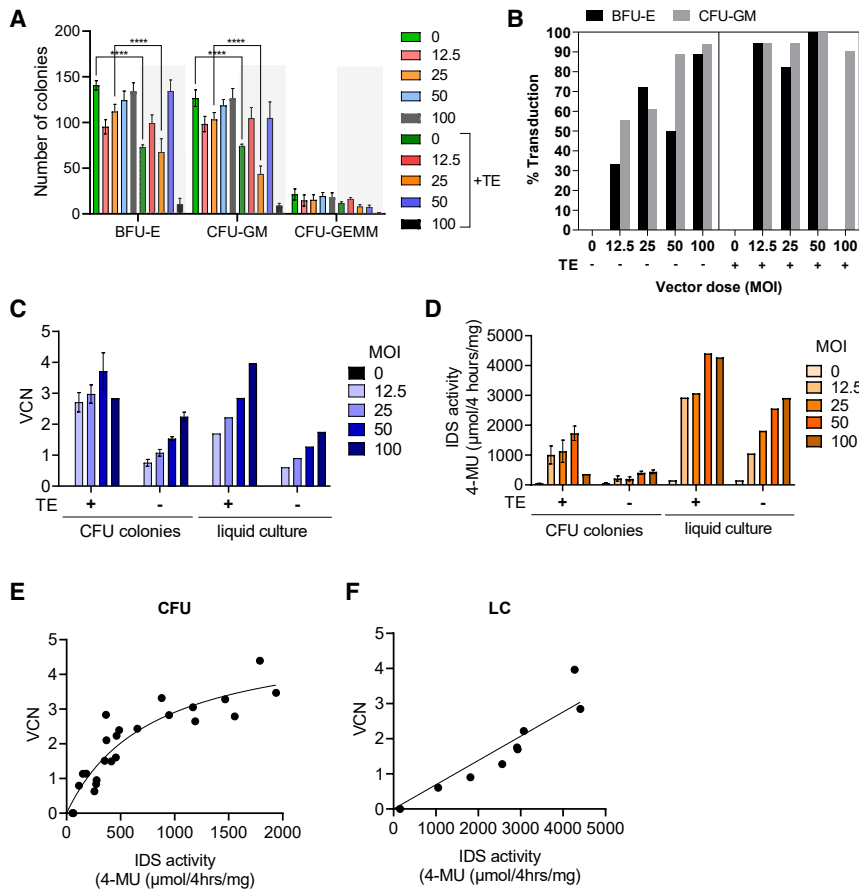 A
Number of colonies
200
150
100
50
0
**** **** **** ****
BFU-E CFU-GM CFU-GEMM
0
12.5
25
50
100
0
12.5
25
50
100
+TE
B
BFU-E CFU-GM
% Transduction
100
90
80
70
60
50
40
30
20
10
0
0 12.5 25 50 100 0 12.5 25 50 100
TE - - - - - + + + + +
Vector dose (MOI)
C
VCN
5
4
3
2
1
0
MOI
0
12.5
25
50
100
TE + - + -
CFU colonies liquid culture
D
IDS activity
4-MU (µmol/4 hours/mg)
5000
4000
3000
2000
1000
0
MOI
0
12.5
25
50
100
TE + - + -
CFU colonies liquid culture
E
CFU
VCN
5
4
3
2
1
0
0 500 1000 1500 2000
IDS activity
(4-MU (µmol/4hrs/mg)
F
LC
VCN
5
4
3
2
1
0
0 1000 2000 3000 4000 5000
IDS activity
(4-MU (µmol/4hrs/mg)